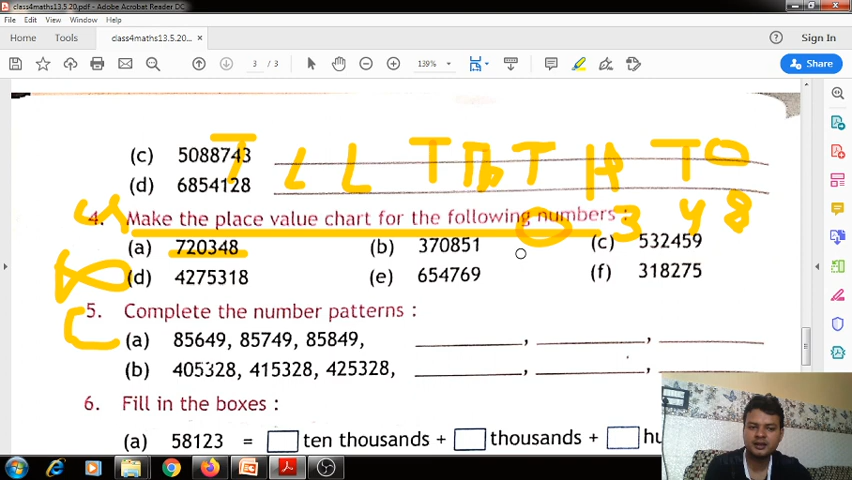 class4maths13.5.20.pdf - Adobe Acrobat Reader DC
File Edit View Window Help
Home Tools class4maths13.5.20... × Sign In
3 / 3 139% Share
(c) 5088743
T L L T Th T H T O
(d) 6854128
4. Make the place value chart for the following numbers :
3 4 8
(a) 720348 (b) 370851 (c) 532459
(d) 4275318 (e) 654769 (f) 318275
5. Complete the number patterns :
(a) 85649, 85749, 85849, , ,
(b) 405328, 415328, 425328, , ,
6. Fill in the boxes :
(a) 58123 = ten thousands + thousands + hu